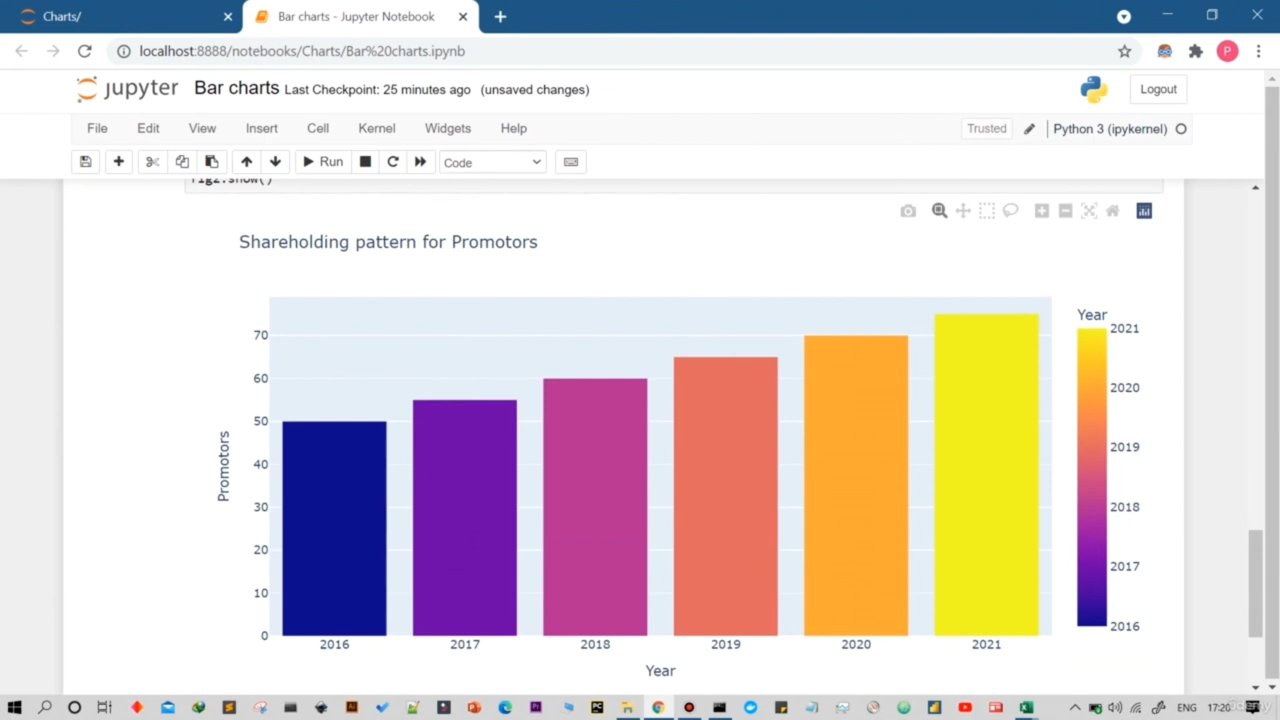 Charts/
Bar charts - Jupyter Notebook
localhost:8888/notebooks/Charts/Bar%20charts.ipynb
P
jupyter Bar charts Last Checkpoint: 25 minutes ago (unsaved changes)
Logout
File Edit View Insert Cell Kernel Widgets Help
Trusted
Python 3 (ipykernel)
Run
Code
fig2.show()
Shareholding pattern for Promotors
Year
70
60
50
40
30
20
10
0
Promotors
2016 2017 2018 2019 2020 2021
Year
2021
2020
2019
2018
2017
2016
ENG 17:20
udemy